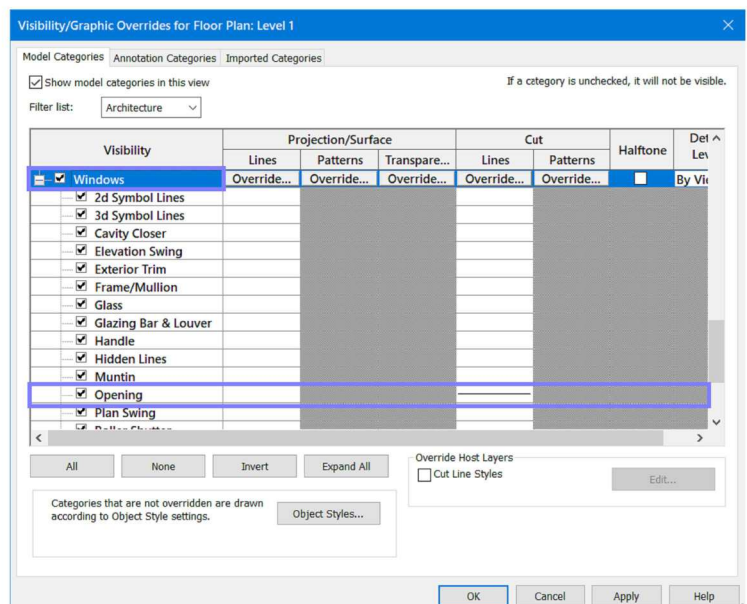 Visibility/Graphic Overrides for Floor Plan: Level 1
Model Categories Annotation Categories Imported Categories
Show model categories in this view If a category is unchecked, it will not be visible.
Filter list: Architecture
Visibility Projection/Surface Cut Halftone Det
Lines Patterns Transpare... Lines Patterns Lev
Windows Override... Override... Override... Override... Override... By Vie
2d Symbol Lines
3d Symbol Lines
Cavity Closer
Elevation Swing
Exterior Trim
Frame/Mullion
Glass
Glazing Bar & Louver
Handle
Hidden Lines
Muntin
Opening
Plan Swing
All None Invert Expand All Override Host Layers
Cut Line Styles Edit...
Categories that are not overridden are drawn
according to Object Style settings. Object Styles...
OK Cancel Apply Help